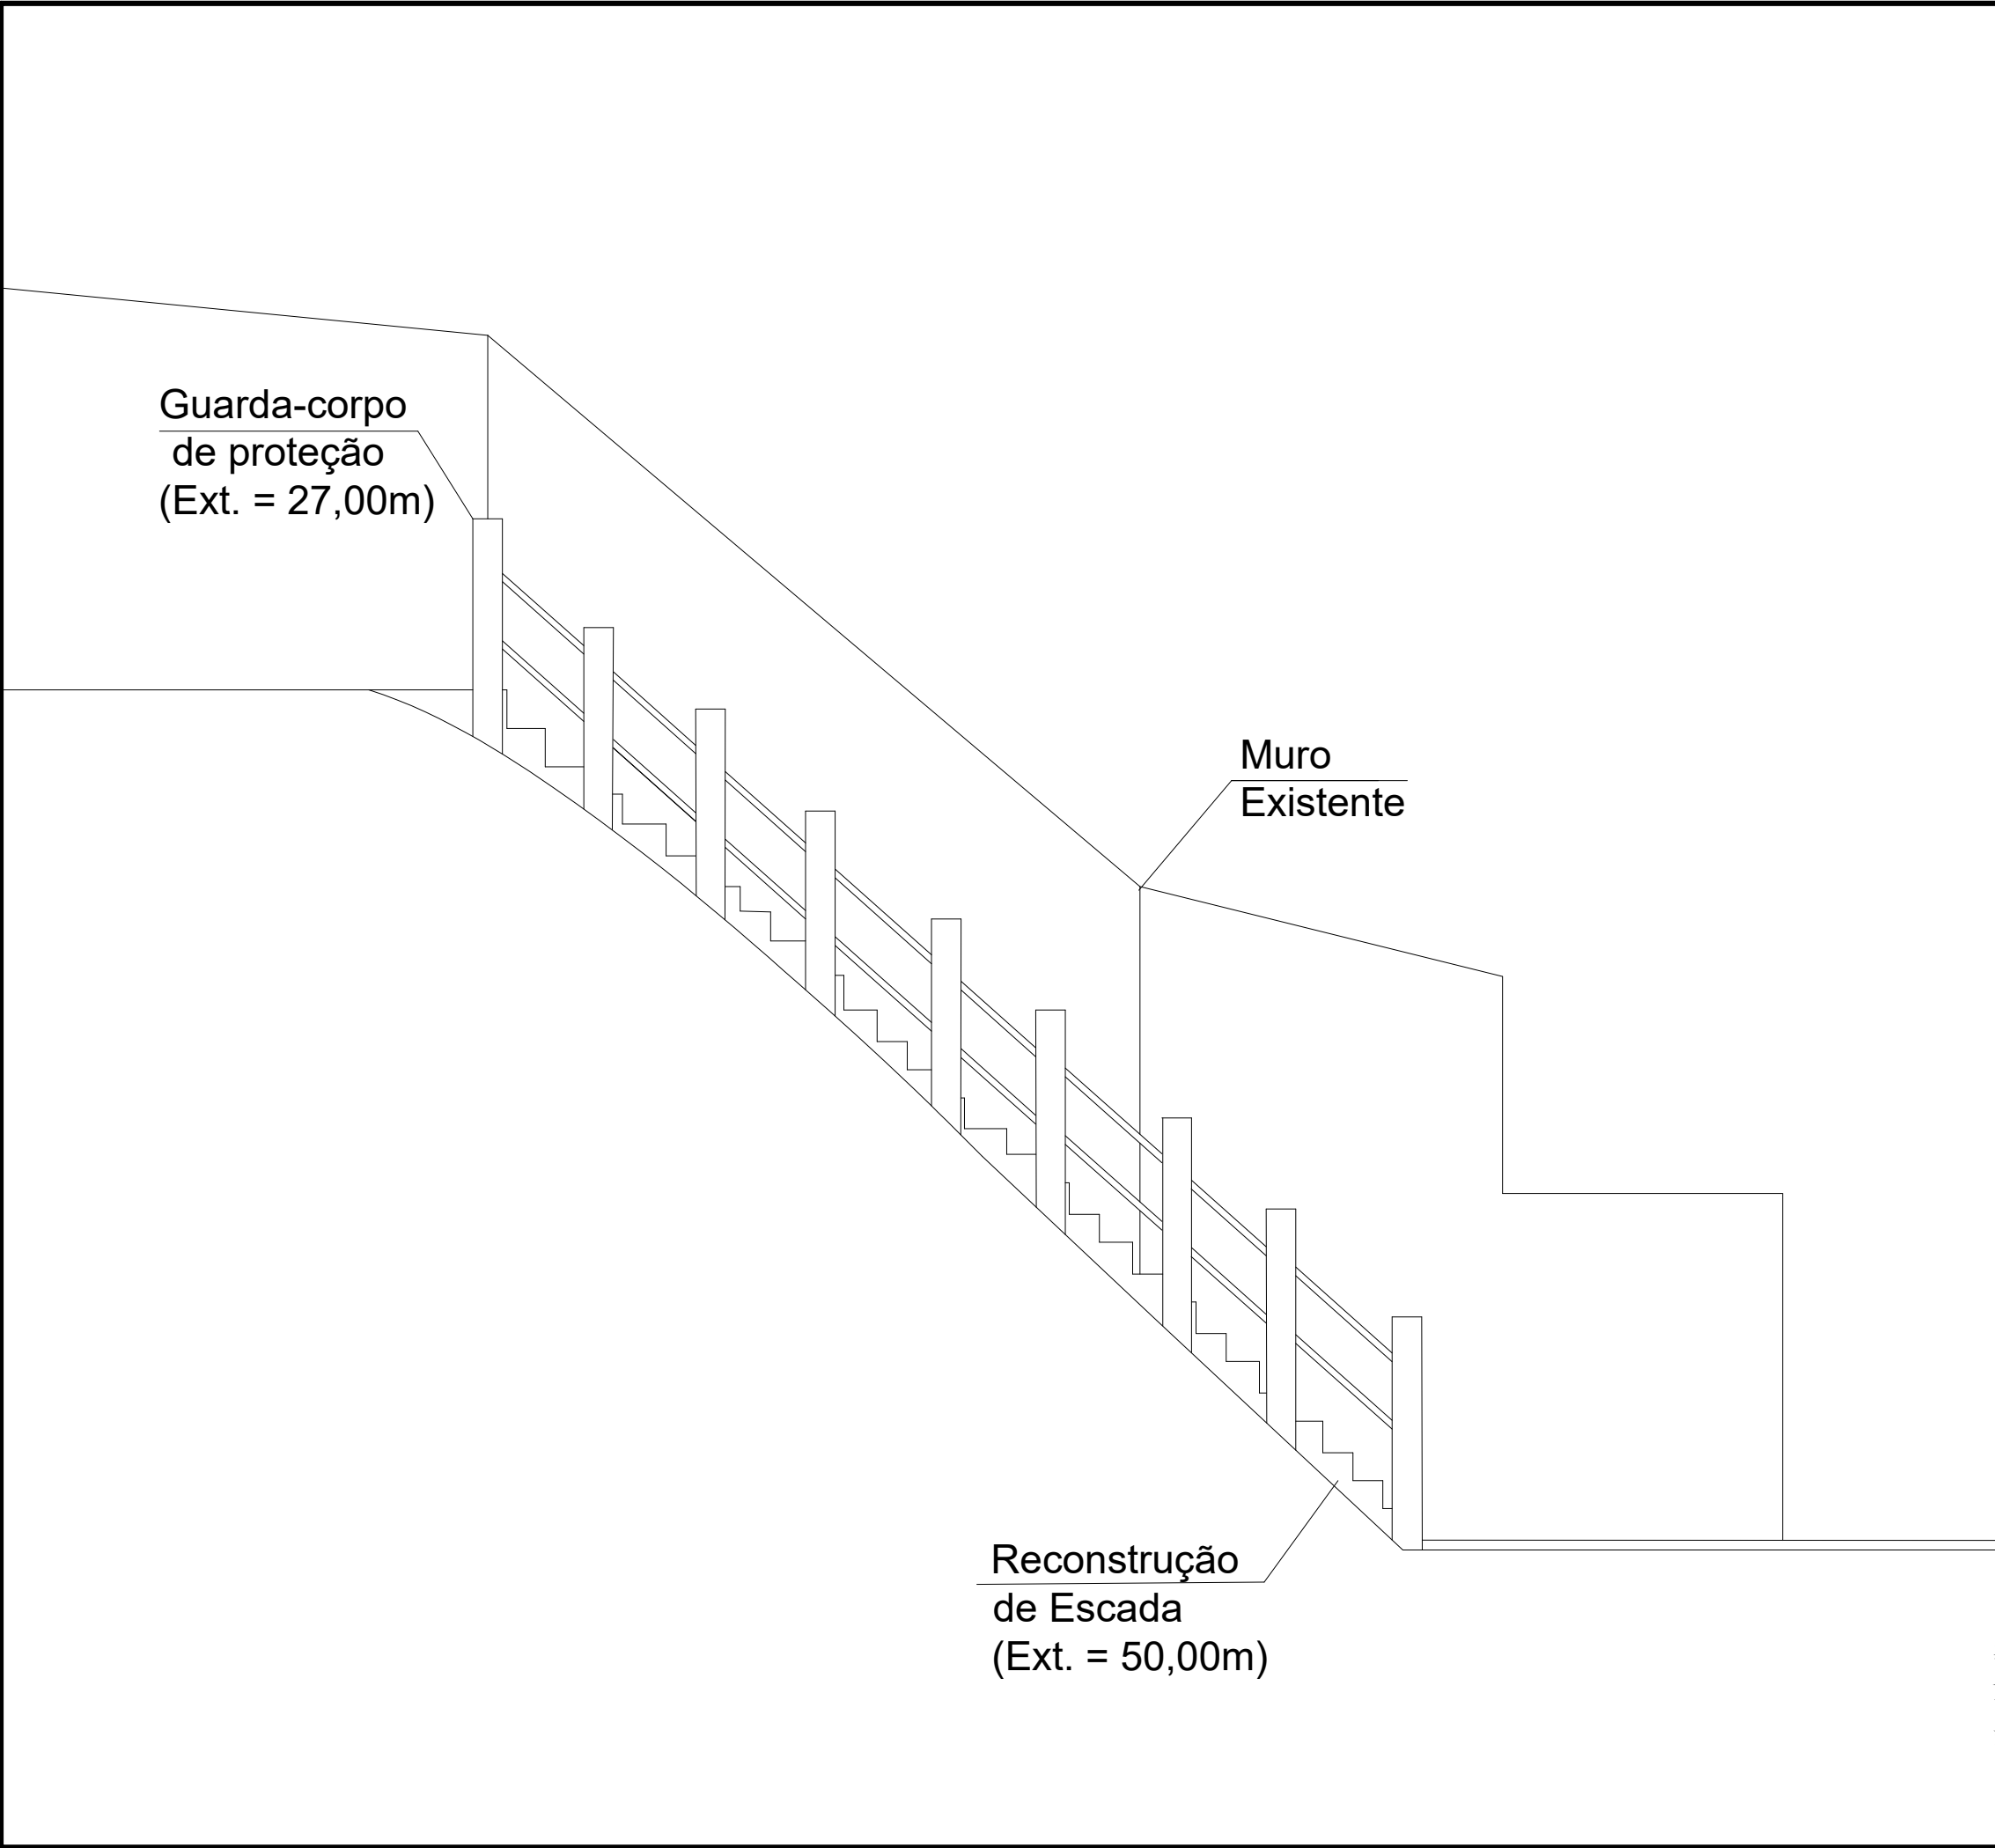 Guarda-corpo
de proteção
(Ext. = 27,00m)
Muro
Existente
Reconstrução
de Escada
(Ext. = 50,00m)